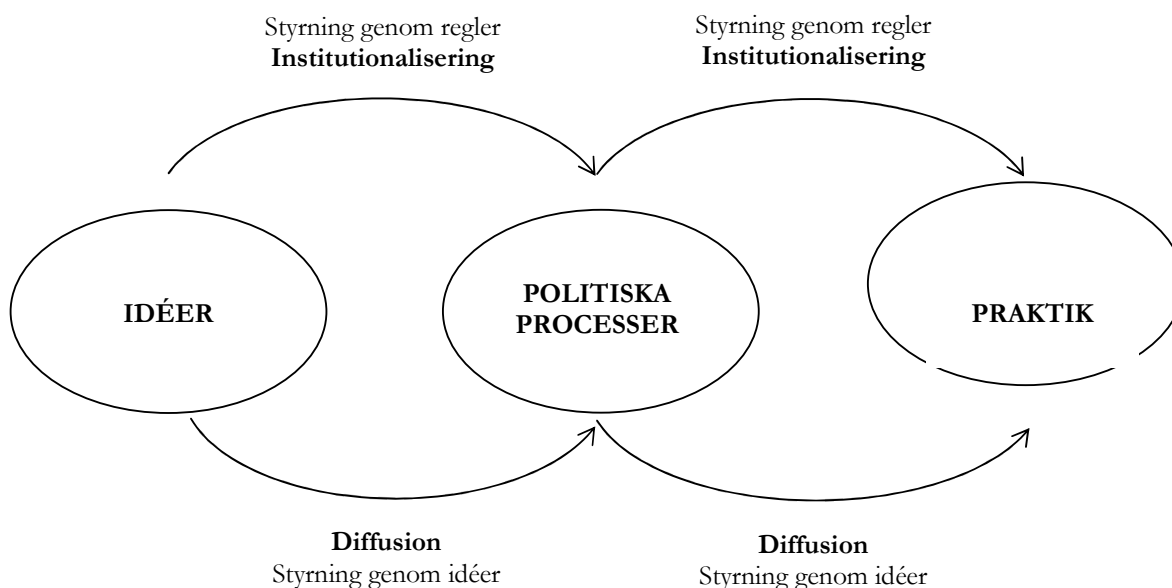 Styrning genom regler
Institutionalisering
Styrning genom regler
Institutionalisering
IDÉER
POLITISKA
PROCESSER
PRAKTIK
Diffusion
Styrning genom idéer
Diffusion
Styrning genom idéer